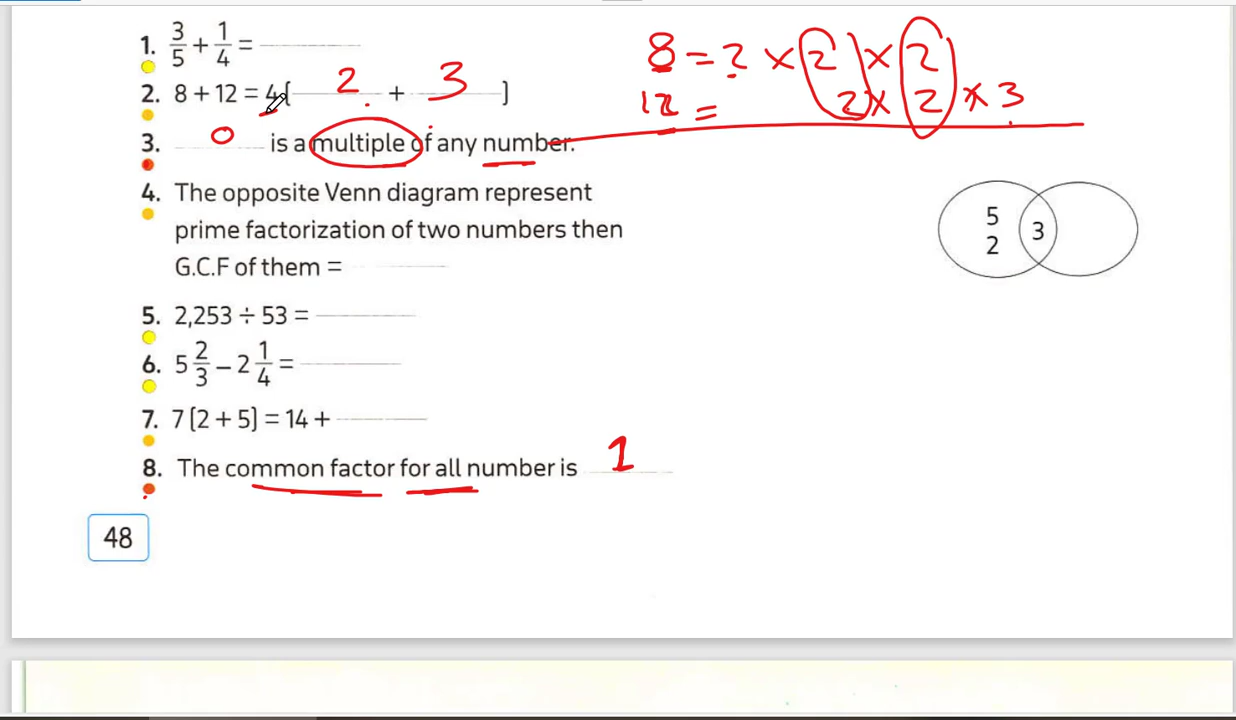 1. 3/5 + 1/4 =
8 = 2 × 2 × 2
2. 8 + 12 = 4( 2 + 3 )
12 = 2 × 2 × 3
3. 0 is a multiple of any number.
4. The opposite Venn diagram represent
prime factorization of two numbers then
G.C.F of them =
5
2
3
5. 2,253 ÷ 53 =
6. 5 2/3 – 2 1/4 =
7. 7 (2 + 5) = 14 +
8. The common factor for all number is 1
48